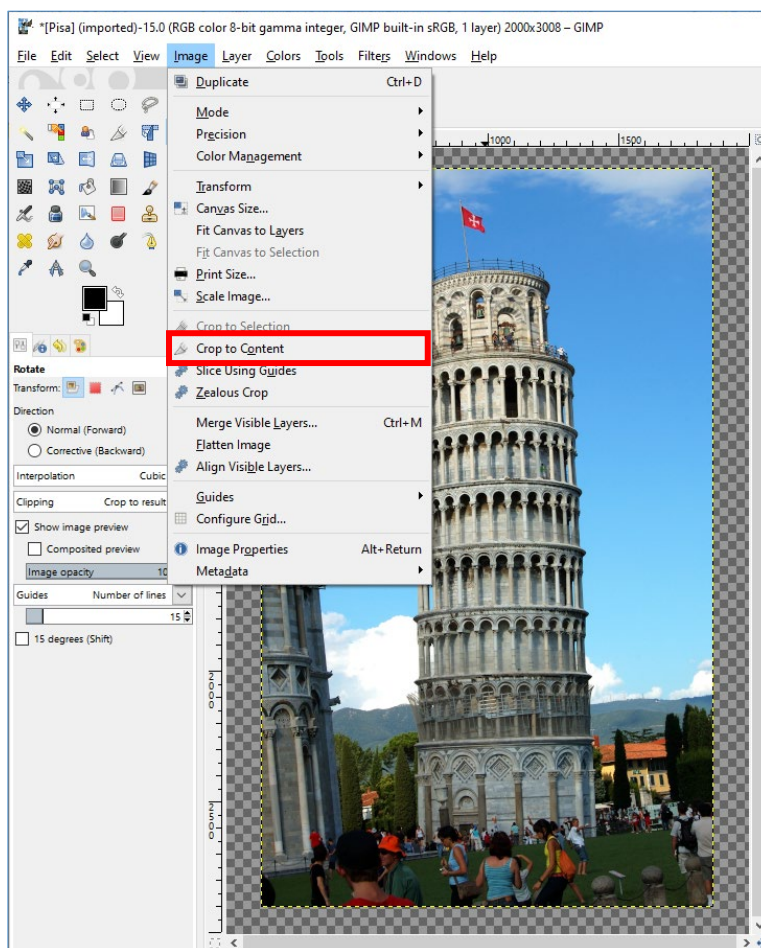 *[Pisa] (imported)-15.0 (RGB color 8-bit gamma integer, GIMP built-in sRGB, 1 layer) 2000x3008 – GIMP
File Edit Select View Image Layer Colors Tools Filters Windows Help
Duplicate Ctrl+D
Mode
Precision
Color Management
1000
1500
Transform
Canvas Size...
Fit Canvas to Layers
Fit Canvas to Selection
Print Size...
Scale Image...
Crop to Selection
Crop to Content
Slice Using Guides
Zealous Crop
Merge Visible Layers... Ctrl+M
Flatten Image
Align Visible Layers...
Guides
Configure Grid...
Image Properties Alt+Return
Metadata
Rotate
Transform:
Direction
Normal (Forward)
Corrective (Backward)
Interpolation Cubic
Clipping Crop to result
Show image preview
Composited preview
Image opacity 10
Guides Number of lines
15
15 degrees (Shift)
2000
2500